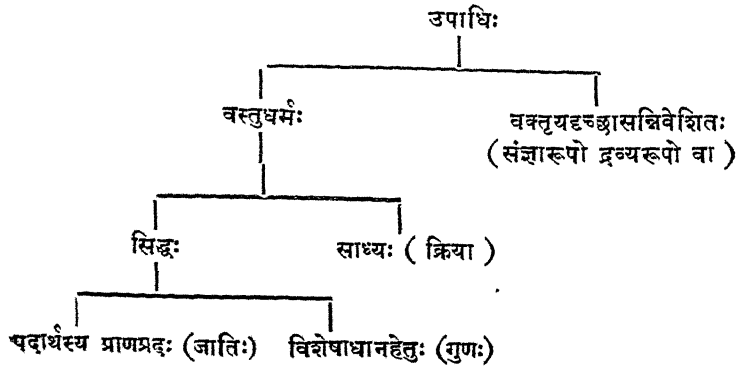 उपाधिः
वस्तुधर्मः वक्तृयदृच्छासन्निवेशितः
(संज्ञारूपो द्रव्यरूपो वा)
सिद्धः साध्यः (क्रिया)
पदार्थस्य प्राणप्रदः (जातिः) विशेषाधानहेतुः (गुणः)